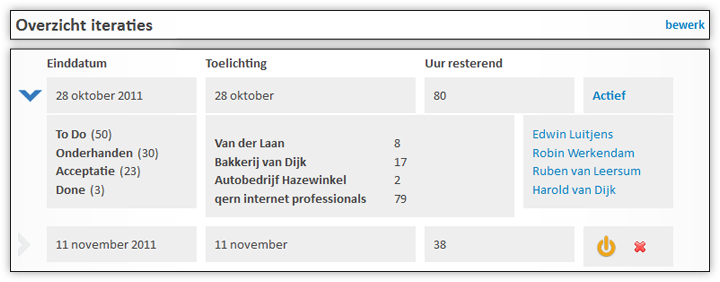 Overzicht iteraties bewerk
Einddatum Toelichting Uur resterend
28 oktober 2011 28 oktober 80 Actief
To Do (50)
Onderhanden (30)
Acceptatie (23)
Done (3)
Van der Laan 8
Bakkerij van Dijk 17
Autobedrijf Hazewinkel 2
qern internet professionals 79
Edwin Luitjens
Robin Werkendam
Ruben van Leersum
Harold van Dijk
11 november 2011 11 november 38